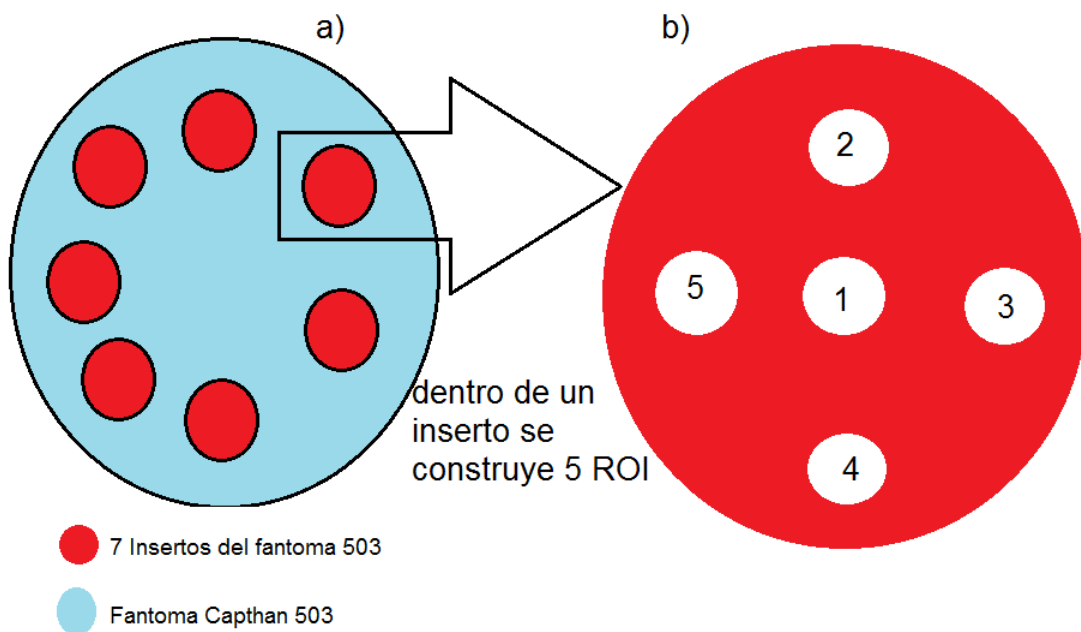 a)
b)
2
5
1
3
4
dentro de un
inserto se
construye 5 ROI
7 Insertos del fantoma 503
Fantoma Capthan 503